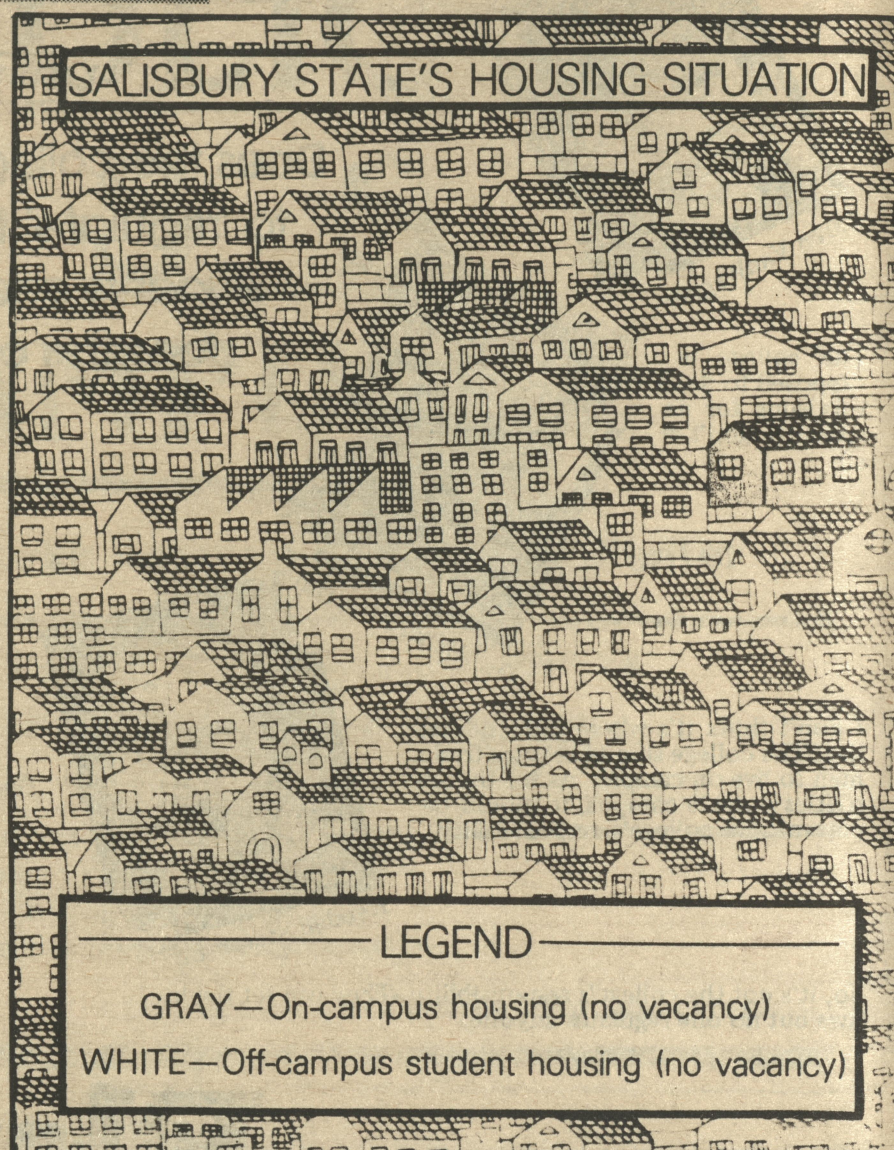 SALISBURY STATE'S HOUSING SITUATION
LEGEND
GRAY—On-campus housing (no vacancy)
WHITE—Off-campus student housing (no vacancy)